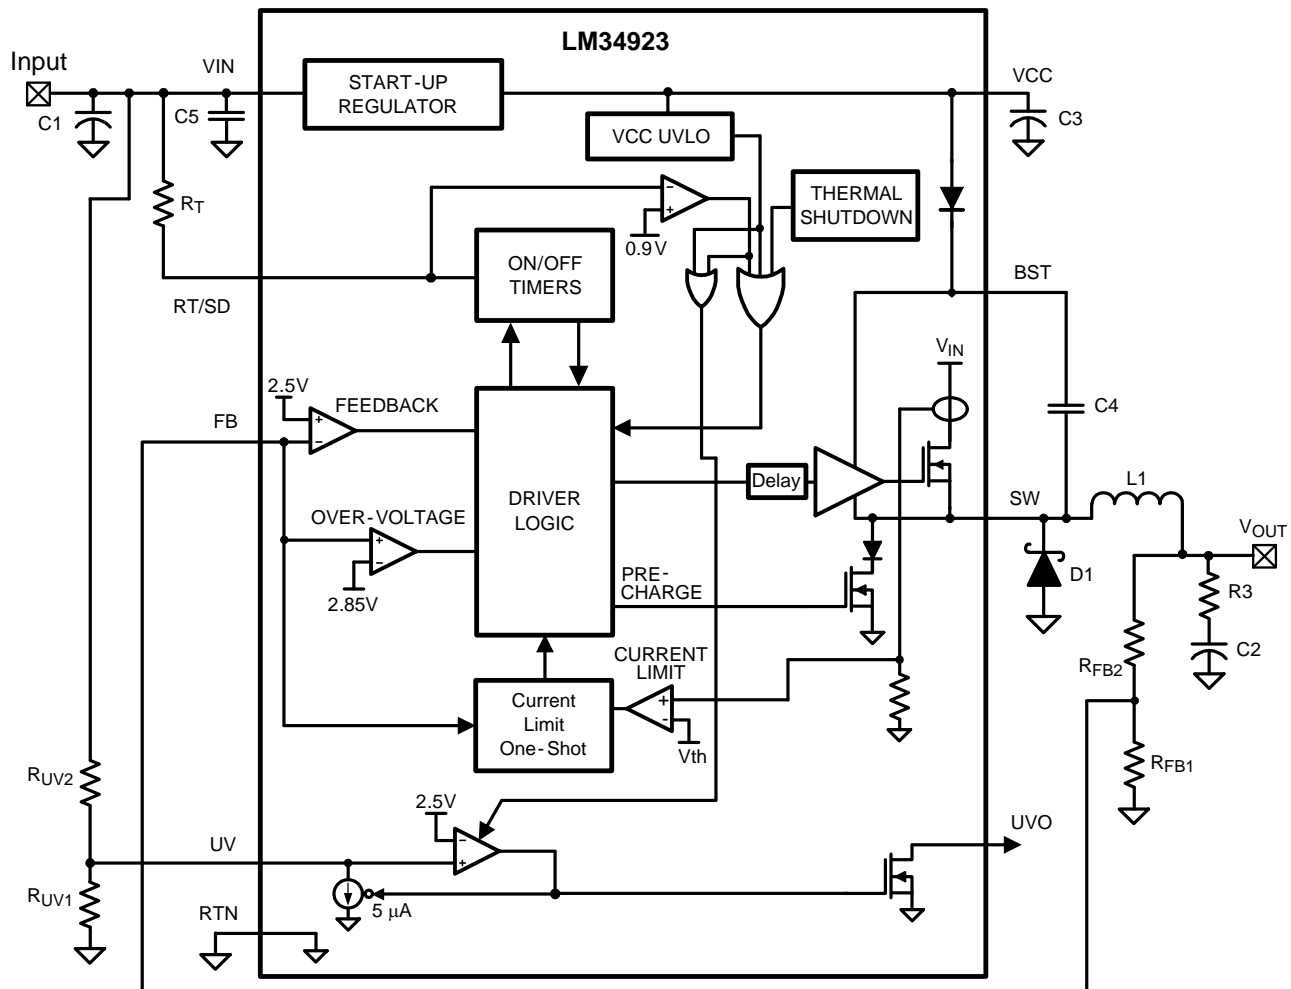 LM34923
Input
VIN
START-UP
REGULATOR
VCC
C1
C5
C3
VCC UVLO
RT
−
+
0.9V
THERMAL
SHUTDOWN
ON/OFF
TIMERS
RT/SD
BST
VIN
2.5V
FEEDBACK
FB
+
−
C4
Delay
DRIVER
LOGIC
L1
SW
OVER-VOLTAGE
+
−
2.85V
VOUT
D1
PRE-
CHARGE
R3
C2
RFB2
CURRENT
LIMIT
Current
Limit
One-Shot
+
-
Vth
RFB1
RUV2
2.5V
UV
−
+
UVO
RUV1
5 µA
RTN